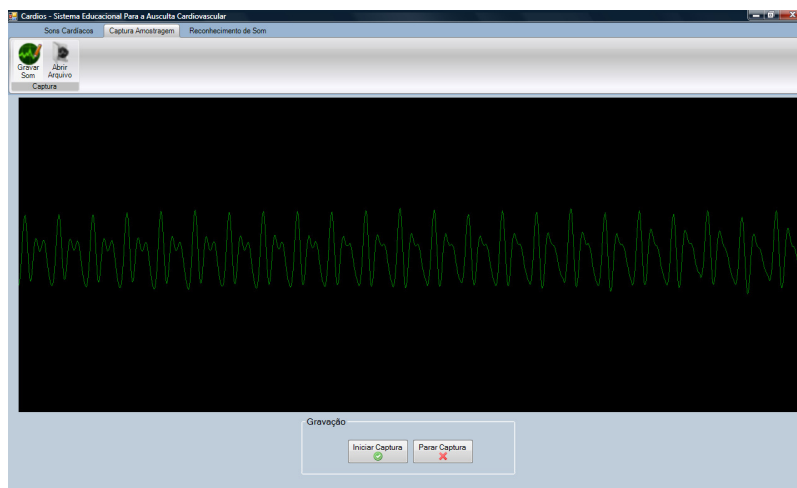 Cardios - Sistema Educacional Para a Ausculta Cardiovascular
Sons Cardíacos Captura Amostragem Reconhecimento de Som
Gravar Som
Abrir Arquivo
Captura
Gravação
Iniciar Captura Parar Captura